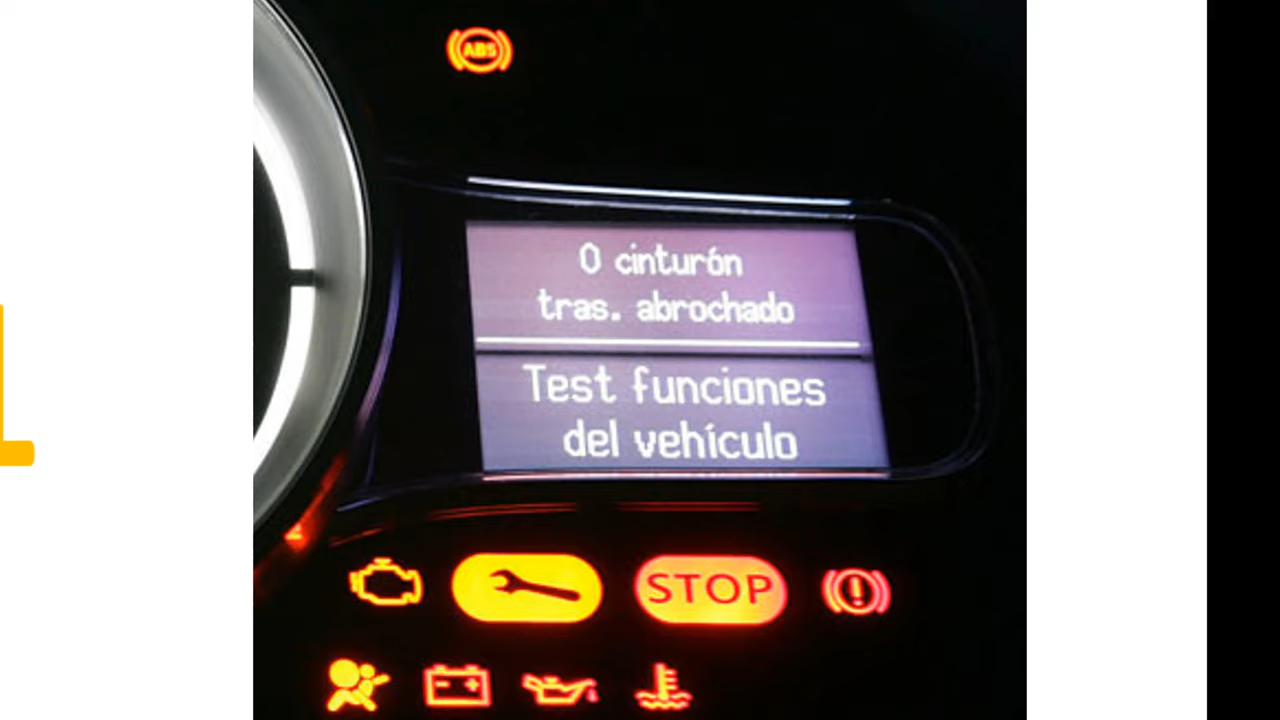 ABS
0 cinturón
tras. abrochado
Test funciones
del vehículo
STOP